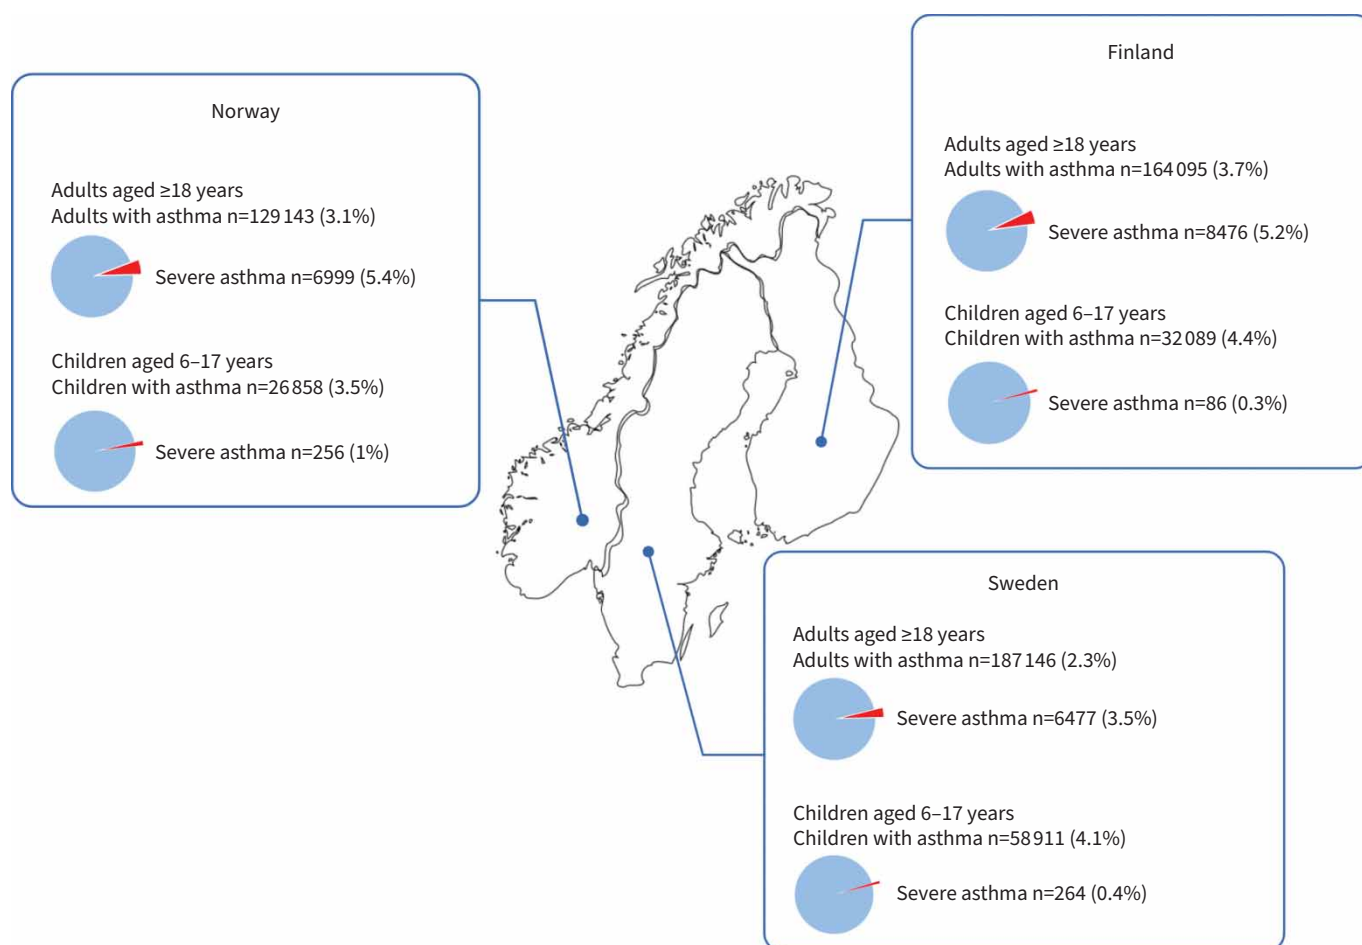 Norway
Adults aged ≥18 years
Adults with asthma n=129 143 (3.1%)
Severe asthma n=6999 (5.4%)
Children aged 6–17 years
Children with asthma n=26 858 (3.5%)
Severe asthma n=256 (1%)
Finland
Adults aged ≥18 years
Adults with asthma n=164 095 (3.7%)
Severe asthma n=8476 (5.2%)
Children aged 6–17 years
Children with asthma n=32 089 (4.4%)
Severe asthma n=86 (0.3%)
Sweden
Adults aged ≥18 years
Adults with asthma n=187 146 (2.3%)
Severe asthma n=6477 (3.5%)
Children aged 6–17 years
Children with asthma n=58 911 (4.1%)
Severe asthma n=264 (0.4%)